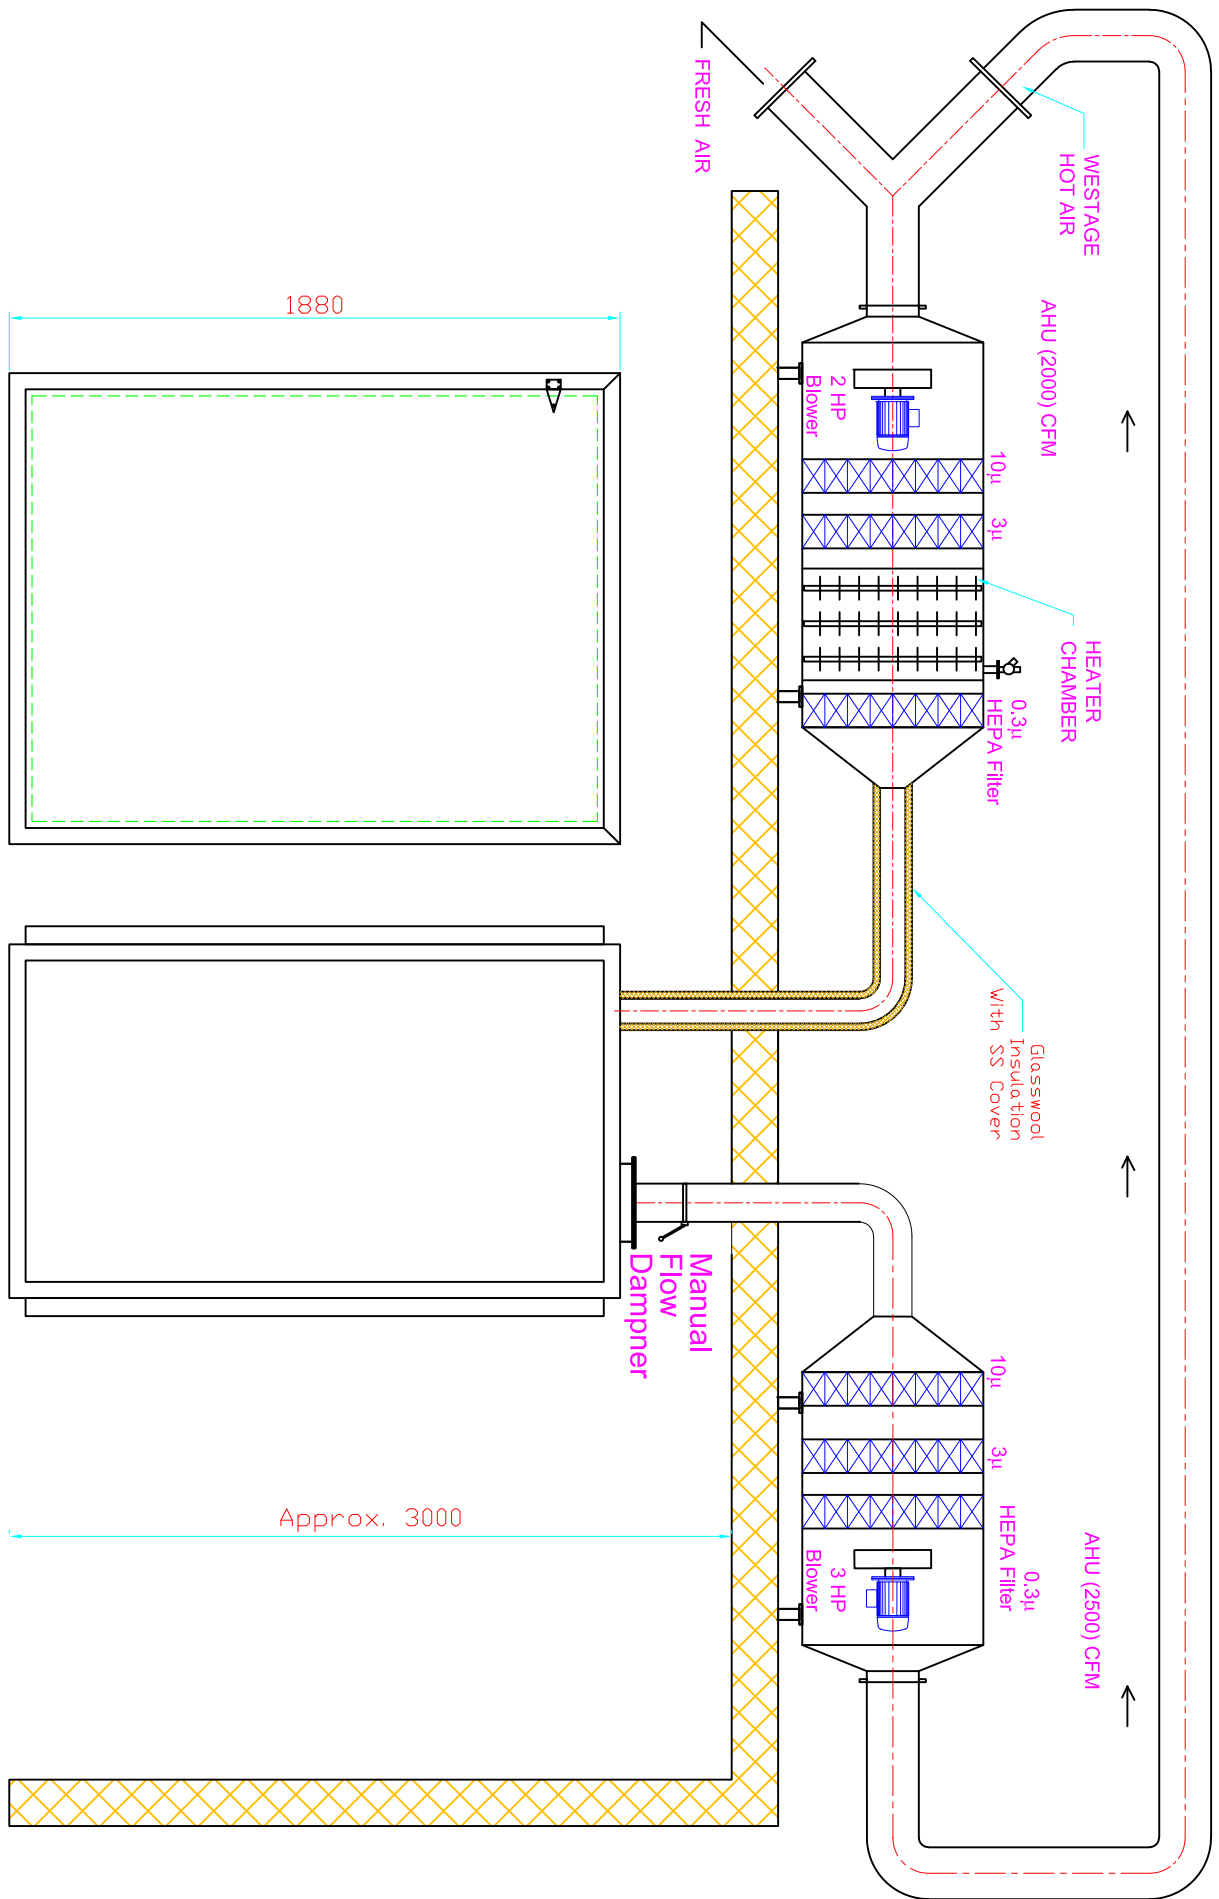 FRESH AIR
WESTAGE
HOT AIR
AHU (2000) CFM
2 HP
Blower
10μ
3μ
HEATER
CHAMBER
0.3μ
HEPA Filter
1880
Glasswool
Insulation
With SS Cover
Manual
Flow
Dampner
10μ
3μ
0.3μ
HEPA Filter
3 HP
Blower
AHU (2500) CFM
Approx. 3000